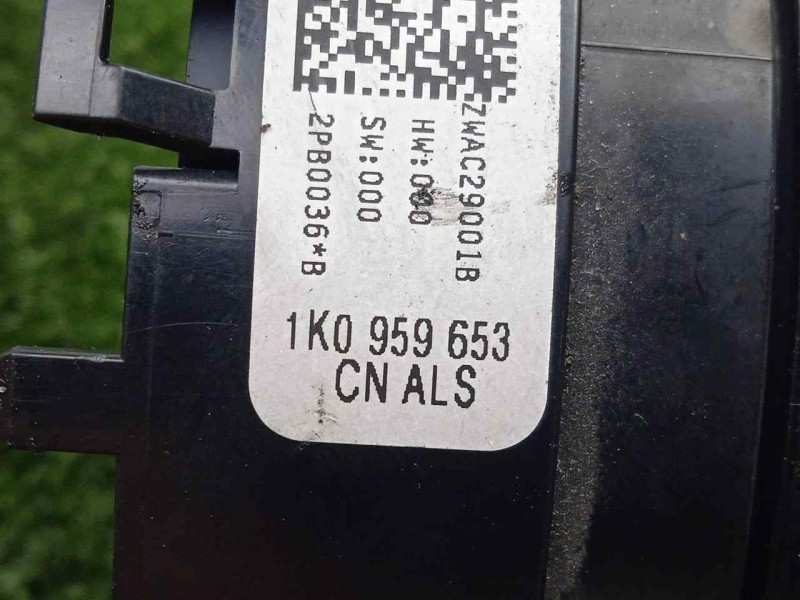 ZWAC29001B
HW:000
SW:000
2PB0036*B
1K0 959 653
CN ALS